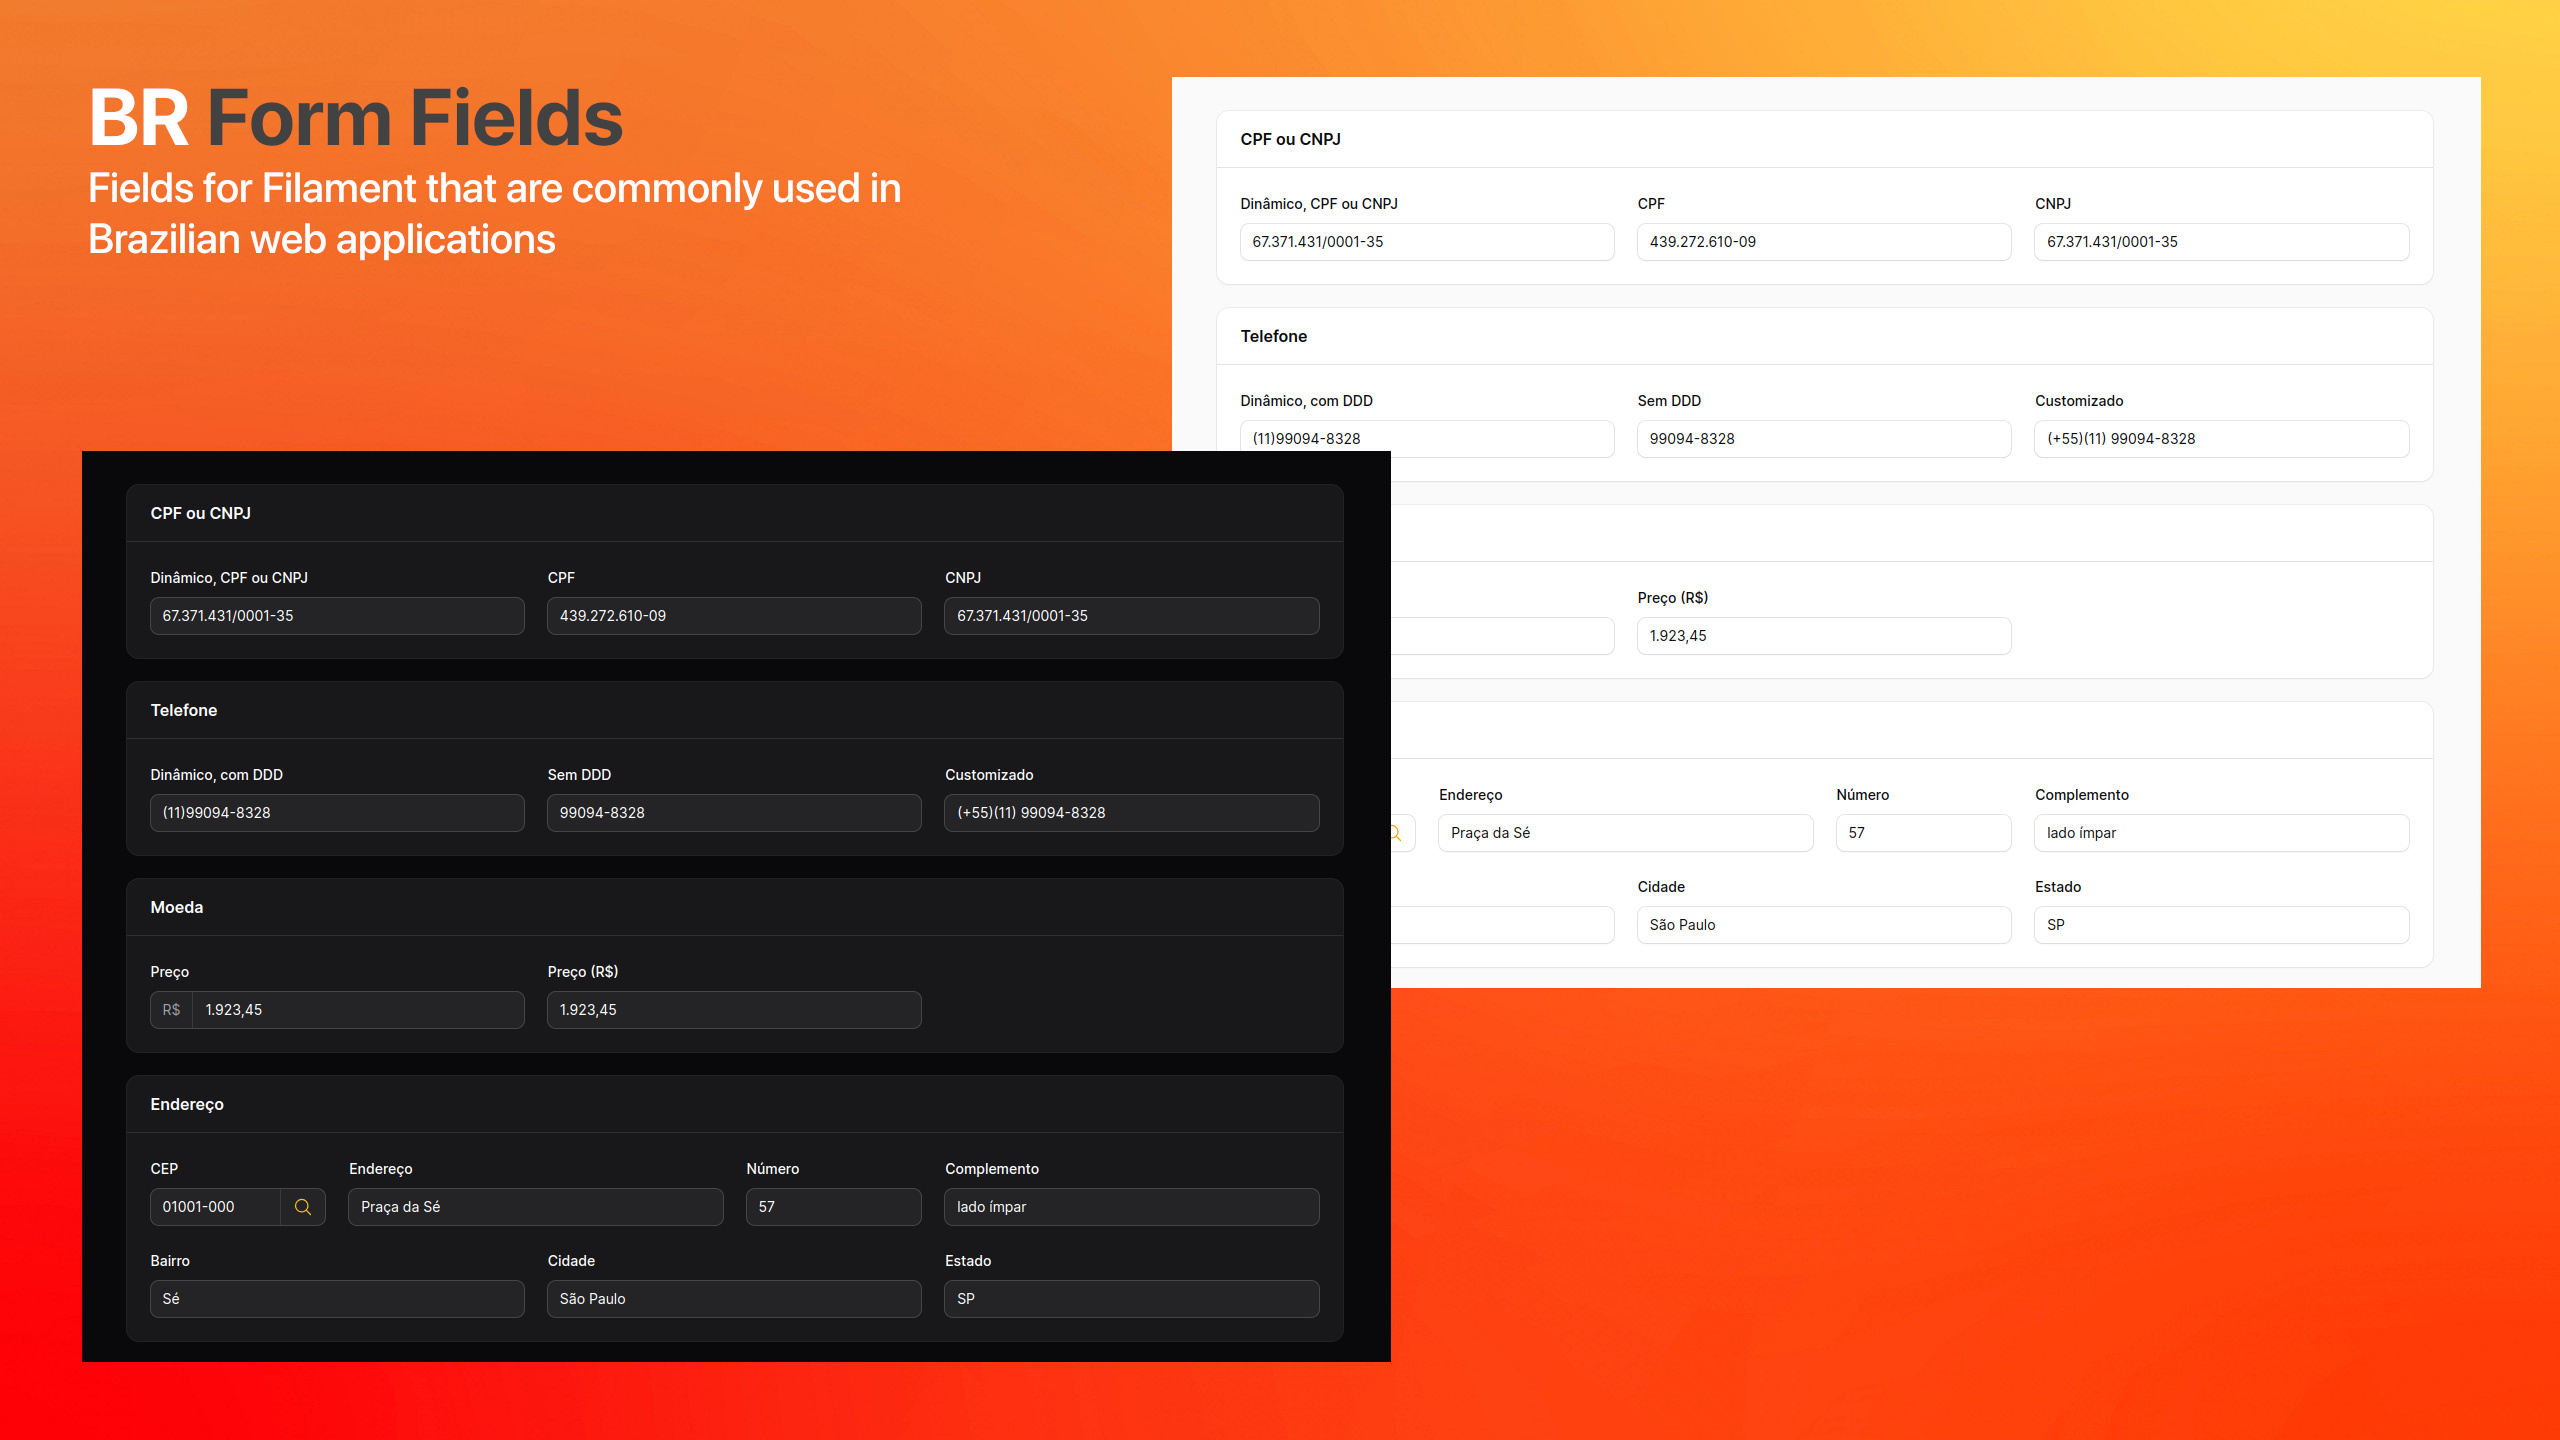 BR Form Fields
Fields for Filament that are commonly used in
Brazilian web applications
CPF ou CNPJ
Dinâmico, CPF ou CNPJ CPF CNPJ
67.371.431/0001-35 439.272.610-09 67.371.431/0001-35
Telefone
Dinâmico, com DDD Sem DDD Customizado
(11)99094-8328 99094-8328 (+55)(11) 99094-8328
Preço (R$)
1.923,45
Endereço Número Complemento
Praça da Sé 57 lado ímpar
Cidade Estado
São Paulo SP
CPF ou CNPJ
Dinâmico, CPF ou CNPJ CPF CNPJ
67.371.431/0001-35 439.272.610-09 67.371.431/0001-35
Telefone
Dinâmico, com DDD Sem DDD Customizado
(11)99094-8328 99094-8328 (+55)(11) 99094-8328
Moeda
Preço Preço (R$)
R$ 1.923,45 1.923,45
Endereço
CEP Endereço Número Complemento
01001-000 Praça da Sé 57 lado ímpar
Bairro Cidade Estado
Sé São Paulo SP